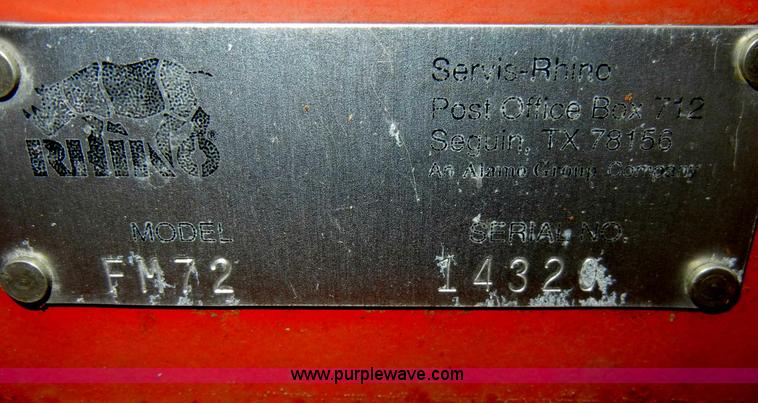 RHINO®
Servis-Rhino
Post Office Box 712
Seguin, TX 78156
An Alamo Group Company
MODEL
FM72
SERIAL NO.
www.purplewave.com